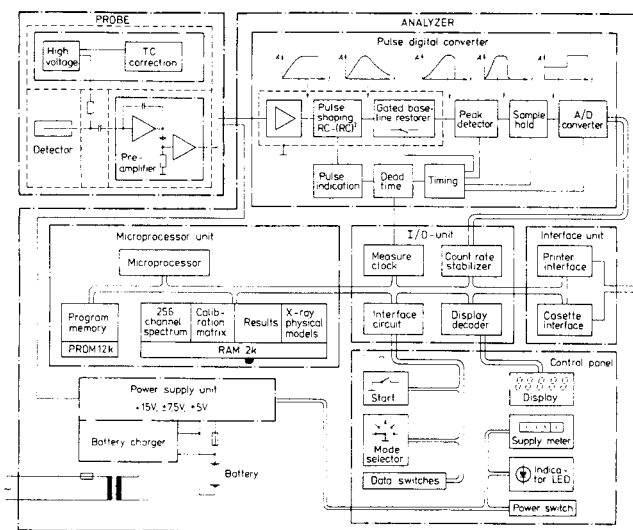 PROBE
ANALYZER
High
voltage
TC
correction
Detector
Pre-
amplifier
Pulse digital converter
A
A
A
A
A
Pulse
shaping
RC-(RC)²
Gated base-
line restorer
Peak
detector
Sample
hold
A/D
converter
Pulse
indication
Dead
time
Timing
Microprocessor unit
Microprocessor
Program
memory
PROM 12k
256
channel
spectrum
Calib-
ration
matrix
Results
X-ray
physical
models
RAM 2k
I/D-unit
Measure
clock
Count rate
stabilizer
Interface
circuit
Display
decoder
Interface unit
Printer
interface
Casette
interface
Power supply unit
±7,5V, +5V
Battery charger
Battery
Control panel
Start
Mode
selector
Data switches
Display
Supply meter
Indica-
tor LED
Power switch